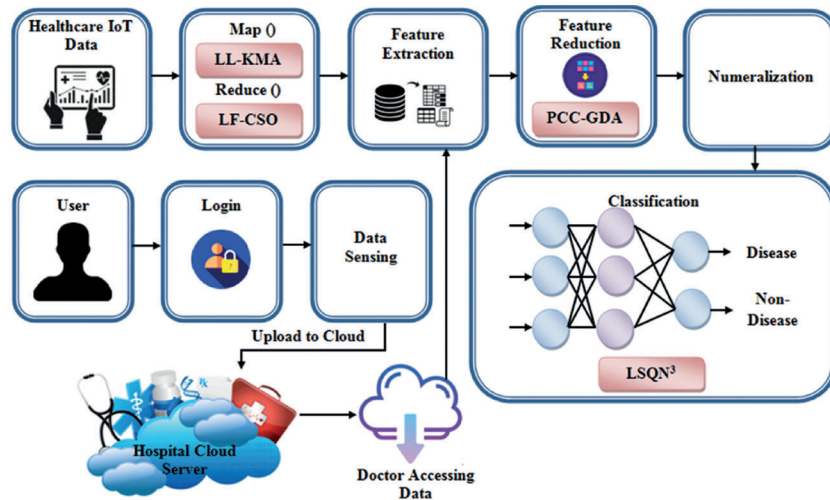 Healthcare IoT
Data
Map ()
LL-KMA
Reduce ()
LF-CSO
Feature
Extraction
Feature
Reduction
PCC-GDA
Numeralization
User
Login
Data
Sensing
Classification
Disease
Non-
Disease
LSQN³
Upload to Cloud
Hospital Cloud
Server
Doctor Accessing
Data